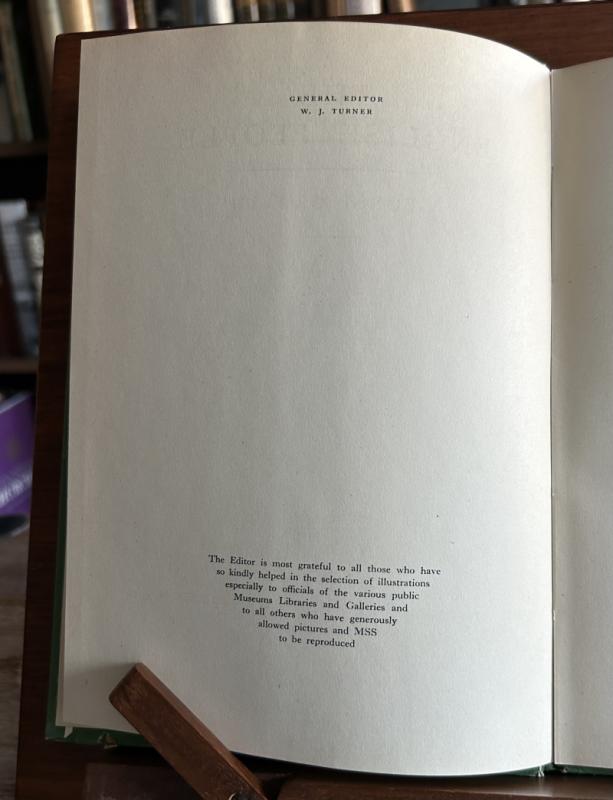 GENERAL EDITOR
W. J. TURNER
The Editor is most grateful to all those who have
so kindly helped in the selection of illustrations
especially to officials of the various public
Museums Libraries and Galleries and
to all others who have generously
allowed pictures and MSS
to be reproduced